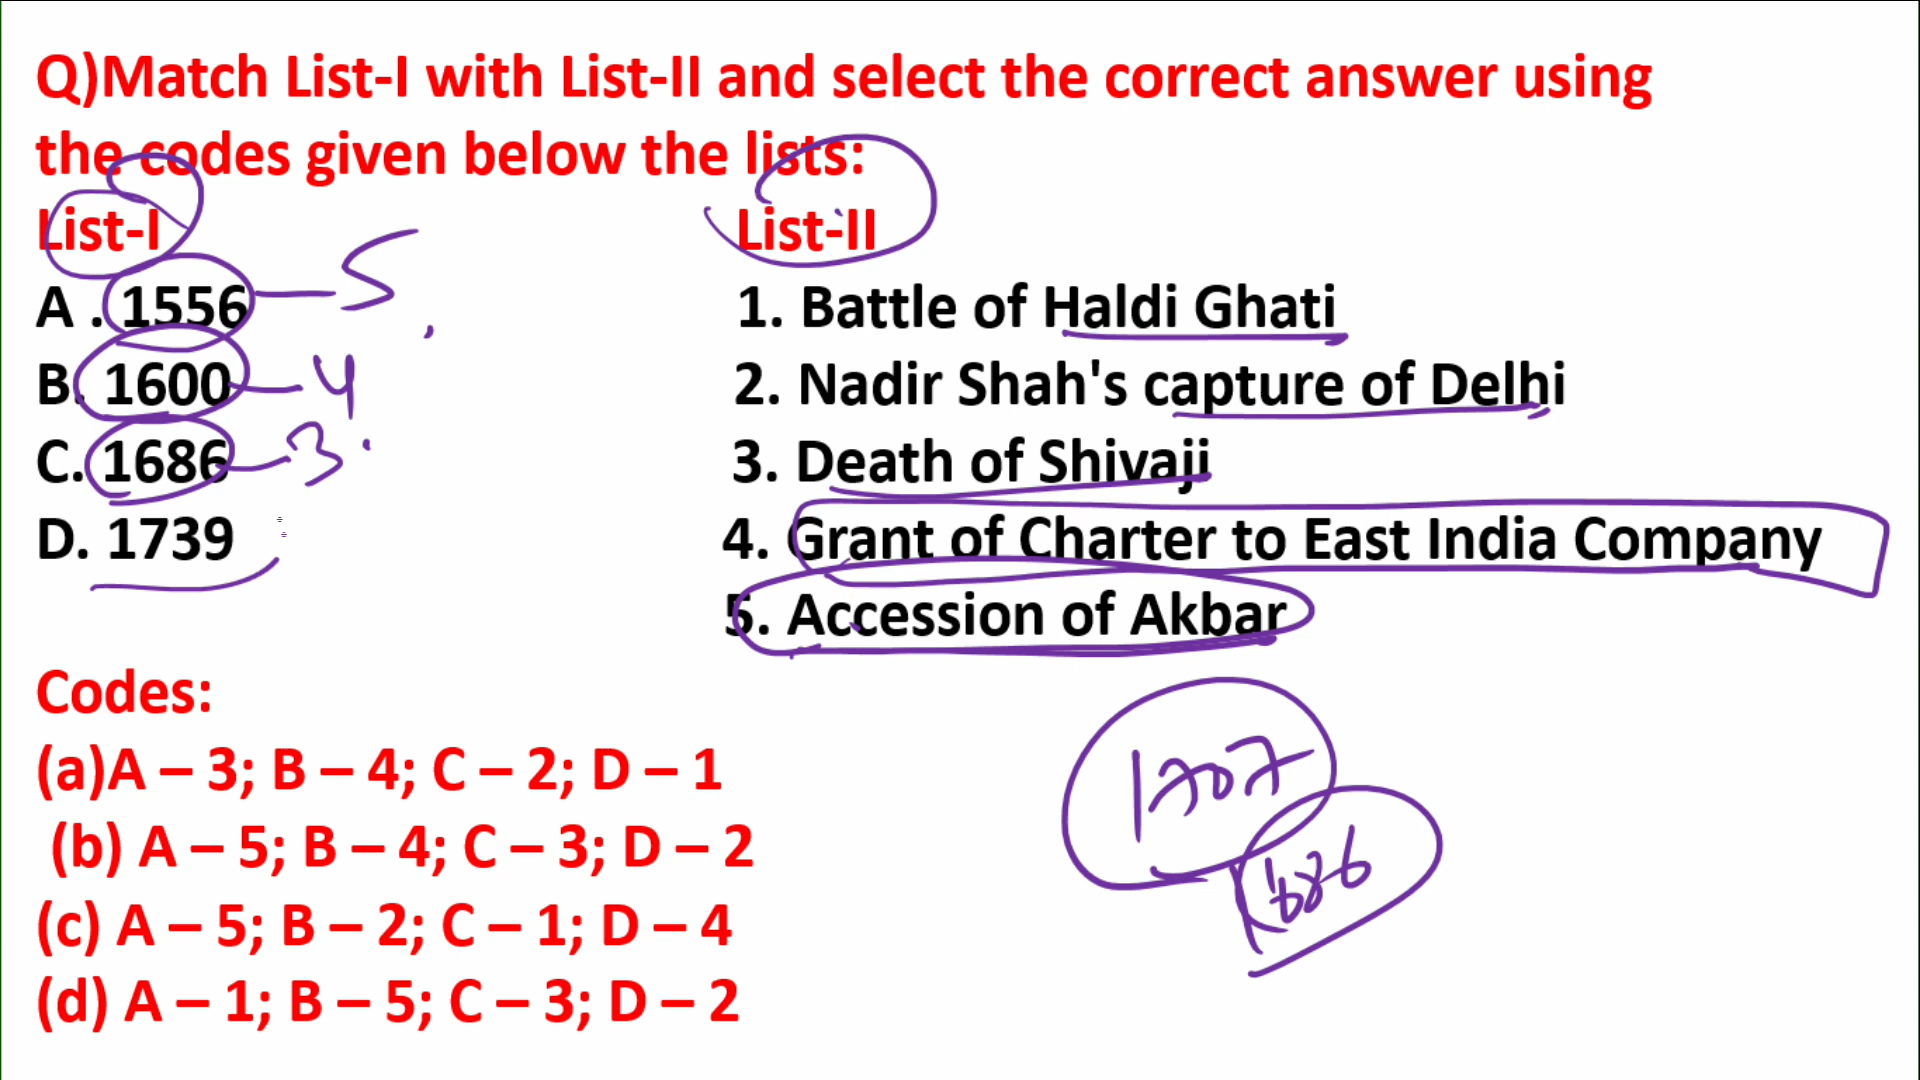 Q)Match List-I with List-II and select the correct answer using
the codes given below the lists:
List-I List-II
A . 1556 — 5 1. Battle of Haldi Ghati
B. 1600 — 4 2. Nadir Shah's capture of Delhi
C. 1686 — 3 3. Death of Shivaji
D. 1739 4. Grant of Charter to East India Company
5. Accession of Akbar
Codes:
(a)A – 3; B – 4; C – 2; D – 1
1707
(b) A – 5; B – 4; C – 3; D – 2
1686
(c) A – 5; B – 2; C – 1; D – 4
(d) A – 1; B – 5; C – 3; D – 2